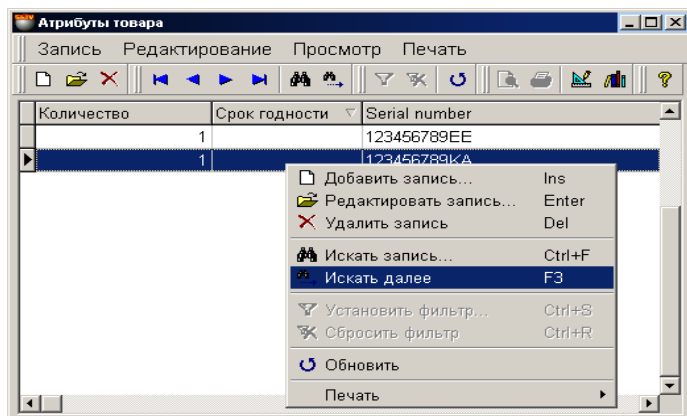 Атрибуты товара
Запись Редактирование Просмотр Печать
Количество Срок годности Serial number
1 123456789EE
1 123456789KA
Добавить запись... Ins
Редактировать запись... Enter
Удалить запись Del
Искать запись... Ctrl+F
Искать далее F3
Установить фильтр... Ctrl+S
Сбросить фильтр Ctrl+R
Обновить
Печать